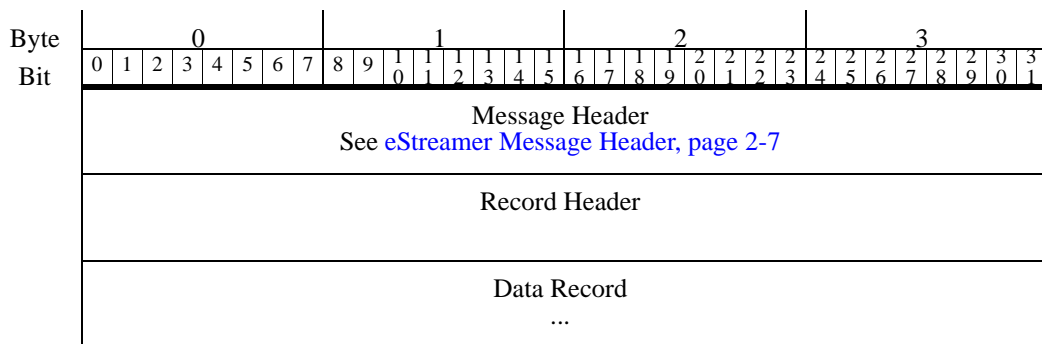 Byte 0 1 2 3
Bit 0 1 2 3 4 5 6 7 8 9 10 11 12 13 14 15 16 17 18 19 20 21 22 23 24 25 26 27 28 29 30 31
Message Header
See eStreamer Message Header, page 2-7
Record Header
Data Record
...